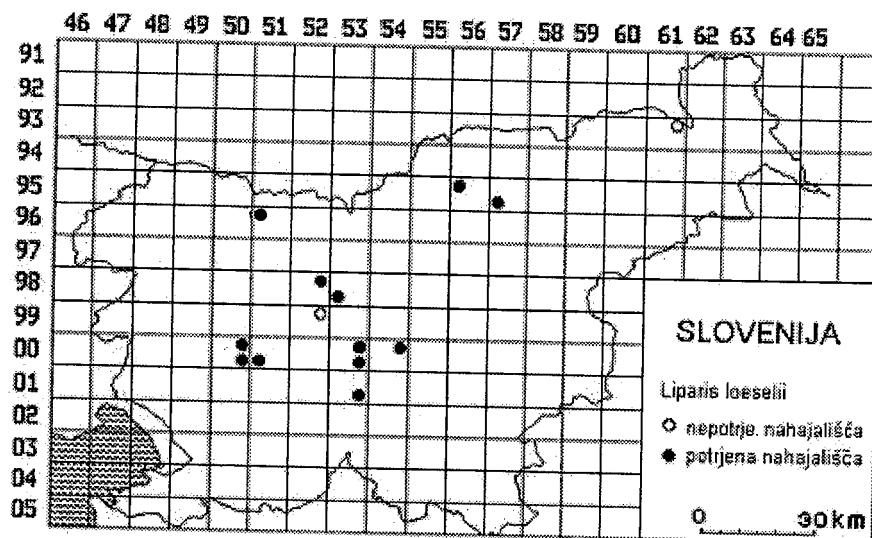 46 47 48 49 50 51 52 53 54 55 56 57 58 59 60 61 62 63 64 65
91
92
93
94
95
96
97
98
99
00
01
02
03
04
05
SLOVENIJA
Liparis loeselii
nepotrje. nahajališča
potrjena nahajališča
0 30 km